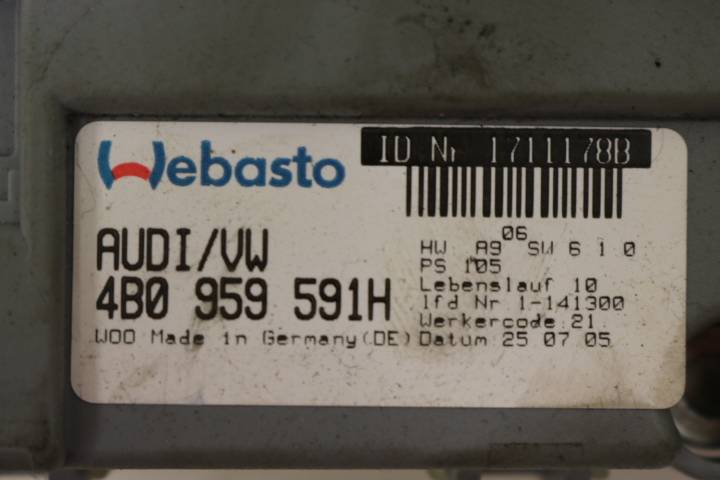 Webasto
ID Nr 1711178B
AUDI/VW
4B0 959 591H
W00 Made in Germany(DE)
06
HW A9 SW 6 1 0
PS 105
Lebenslauf 10
lfd Nr 1-141300
Werkercode 21
Datum 25 07 05